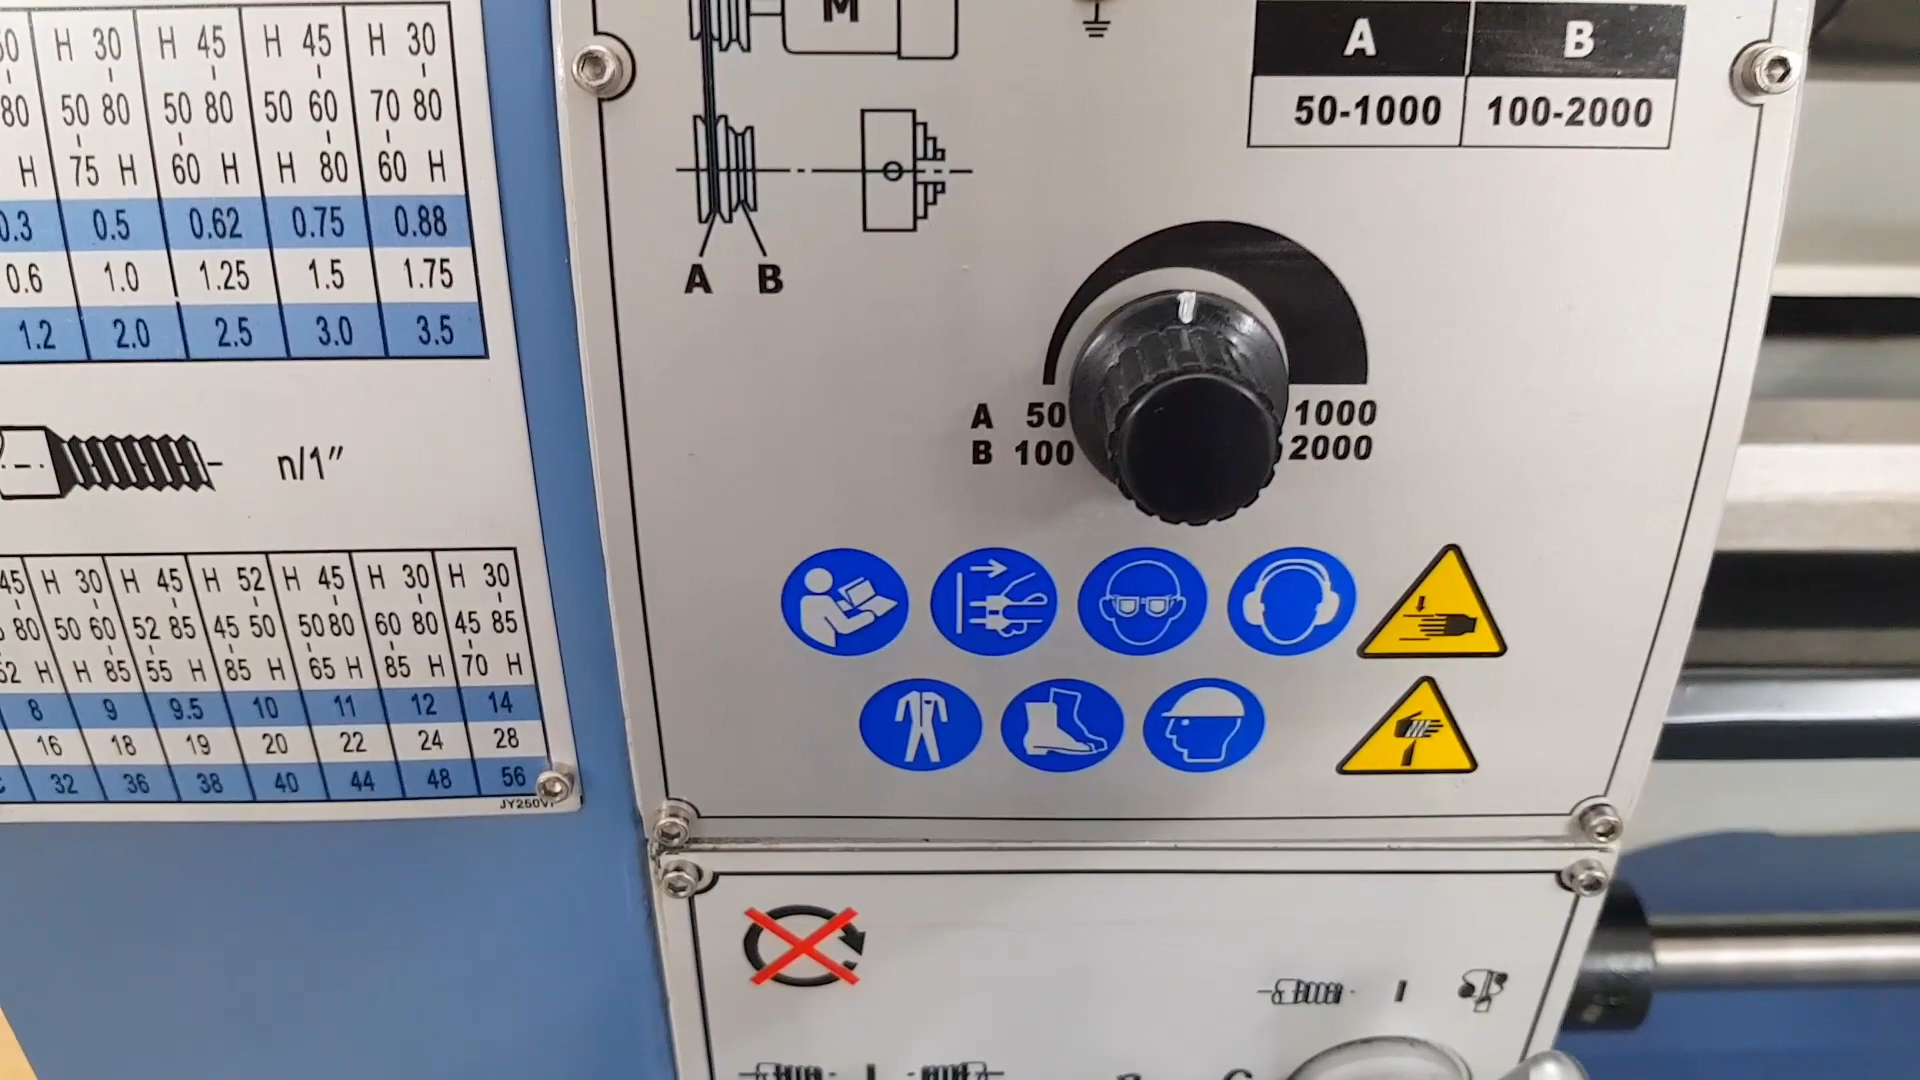 H 30 H 45 H 45 H 30
80 50 80 50 80 50 60 70 80
H 75 H 60 H H 80 60 H
0.3 0.5 0.62 0.75 0.88
0.6 1.0 1.25 1.5 1.75
1.2 2.0 2.5 3.0 3.5
n/1″
45 H 30 H 45 H 52 H 45 H 30 H 30
80 50 60 52 85 45 50 50 80 60 80 45 85
H H 85 55 H 85 H 65 H 85 H 70 H
8 9 9.5 10 11 12 14
16 18 19 20 22 24 28
32 36 38 40 44 48 56
M
A B
A B
50-1000 100-2000
A 50 1000
B 100 2000